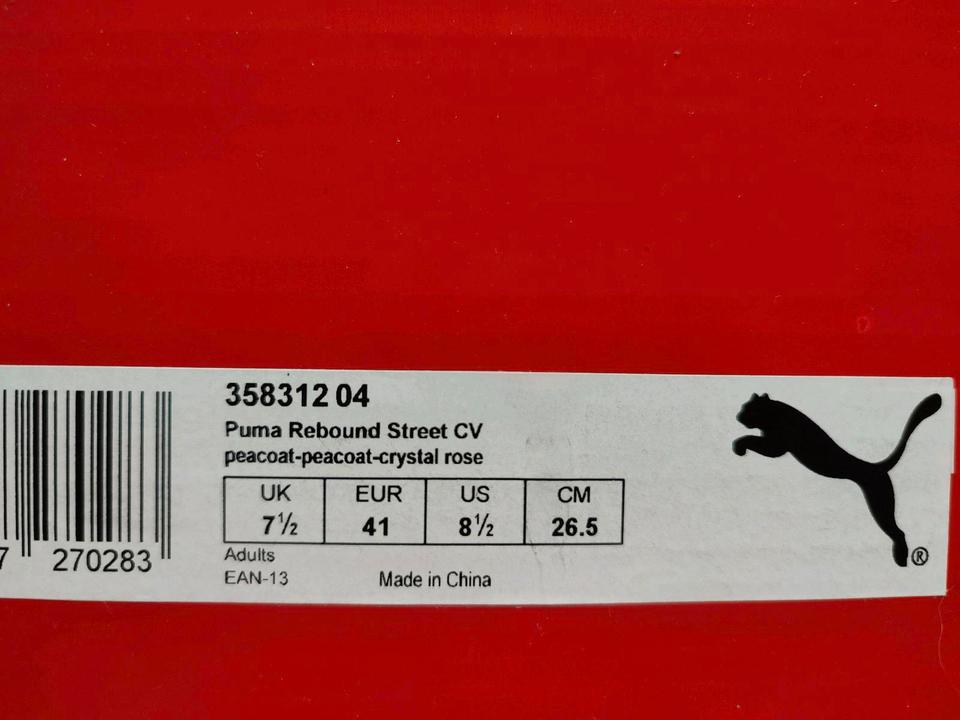 358312 04
Puma Rebound Street CV
peacoat-peacoat-crystal rose
UK EUR US CM
7½ 41 8½ 26.5
Adults
EAN-13 Made in China
7 270283
®